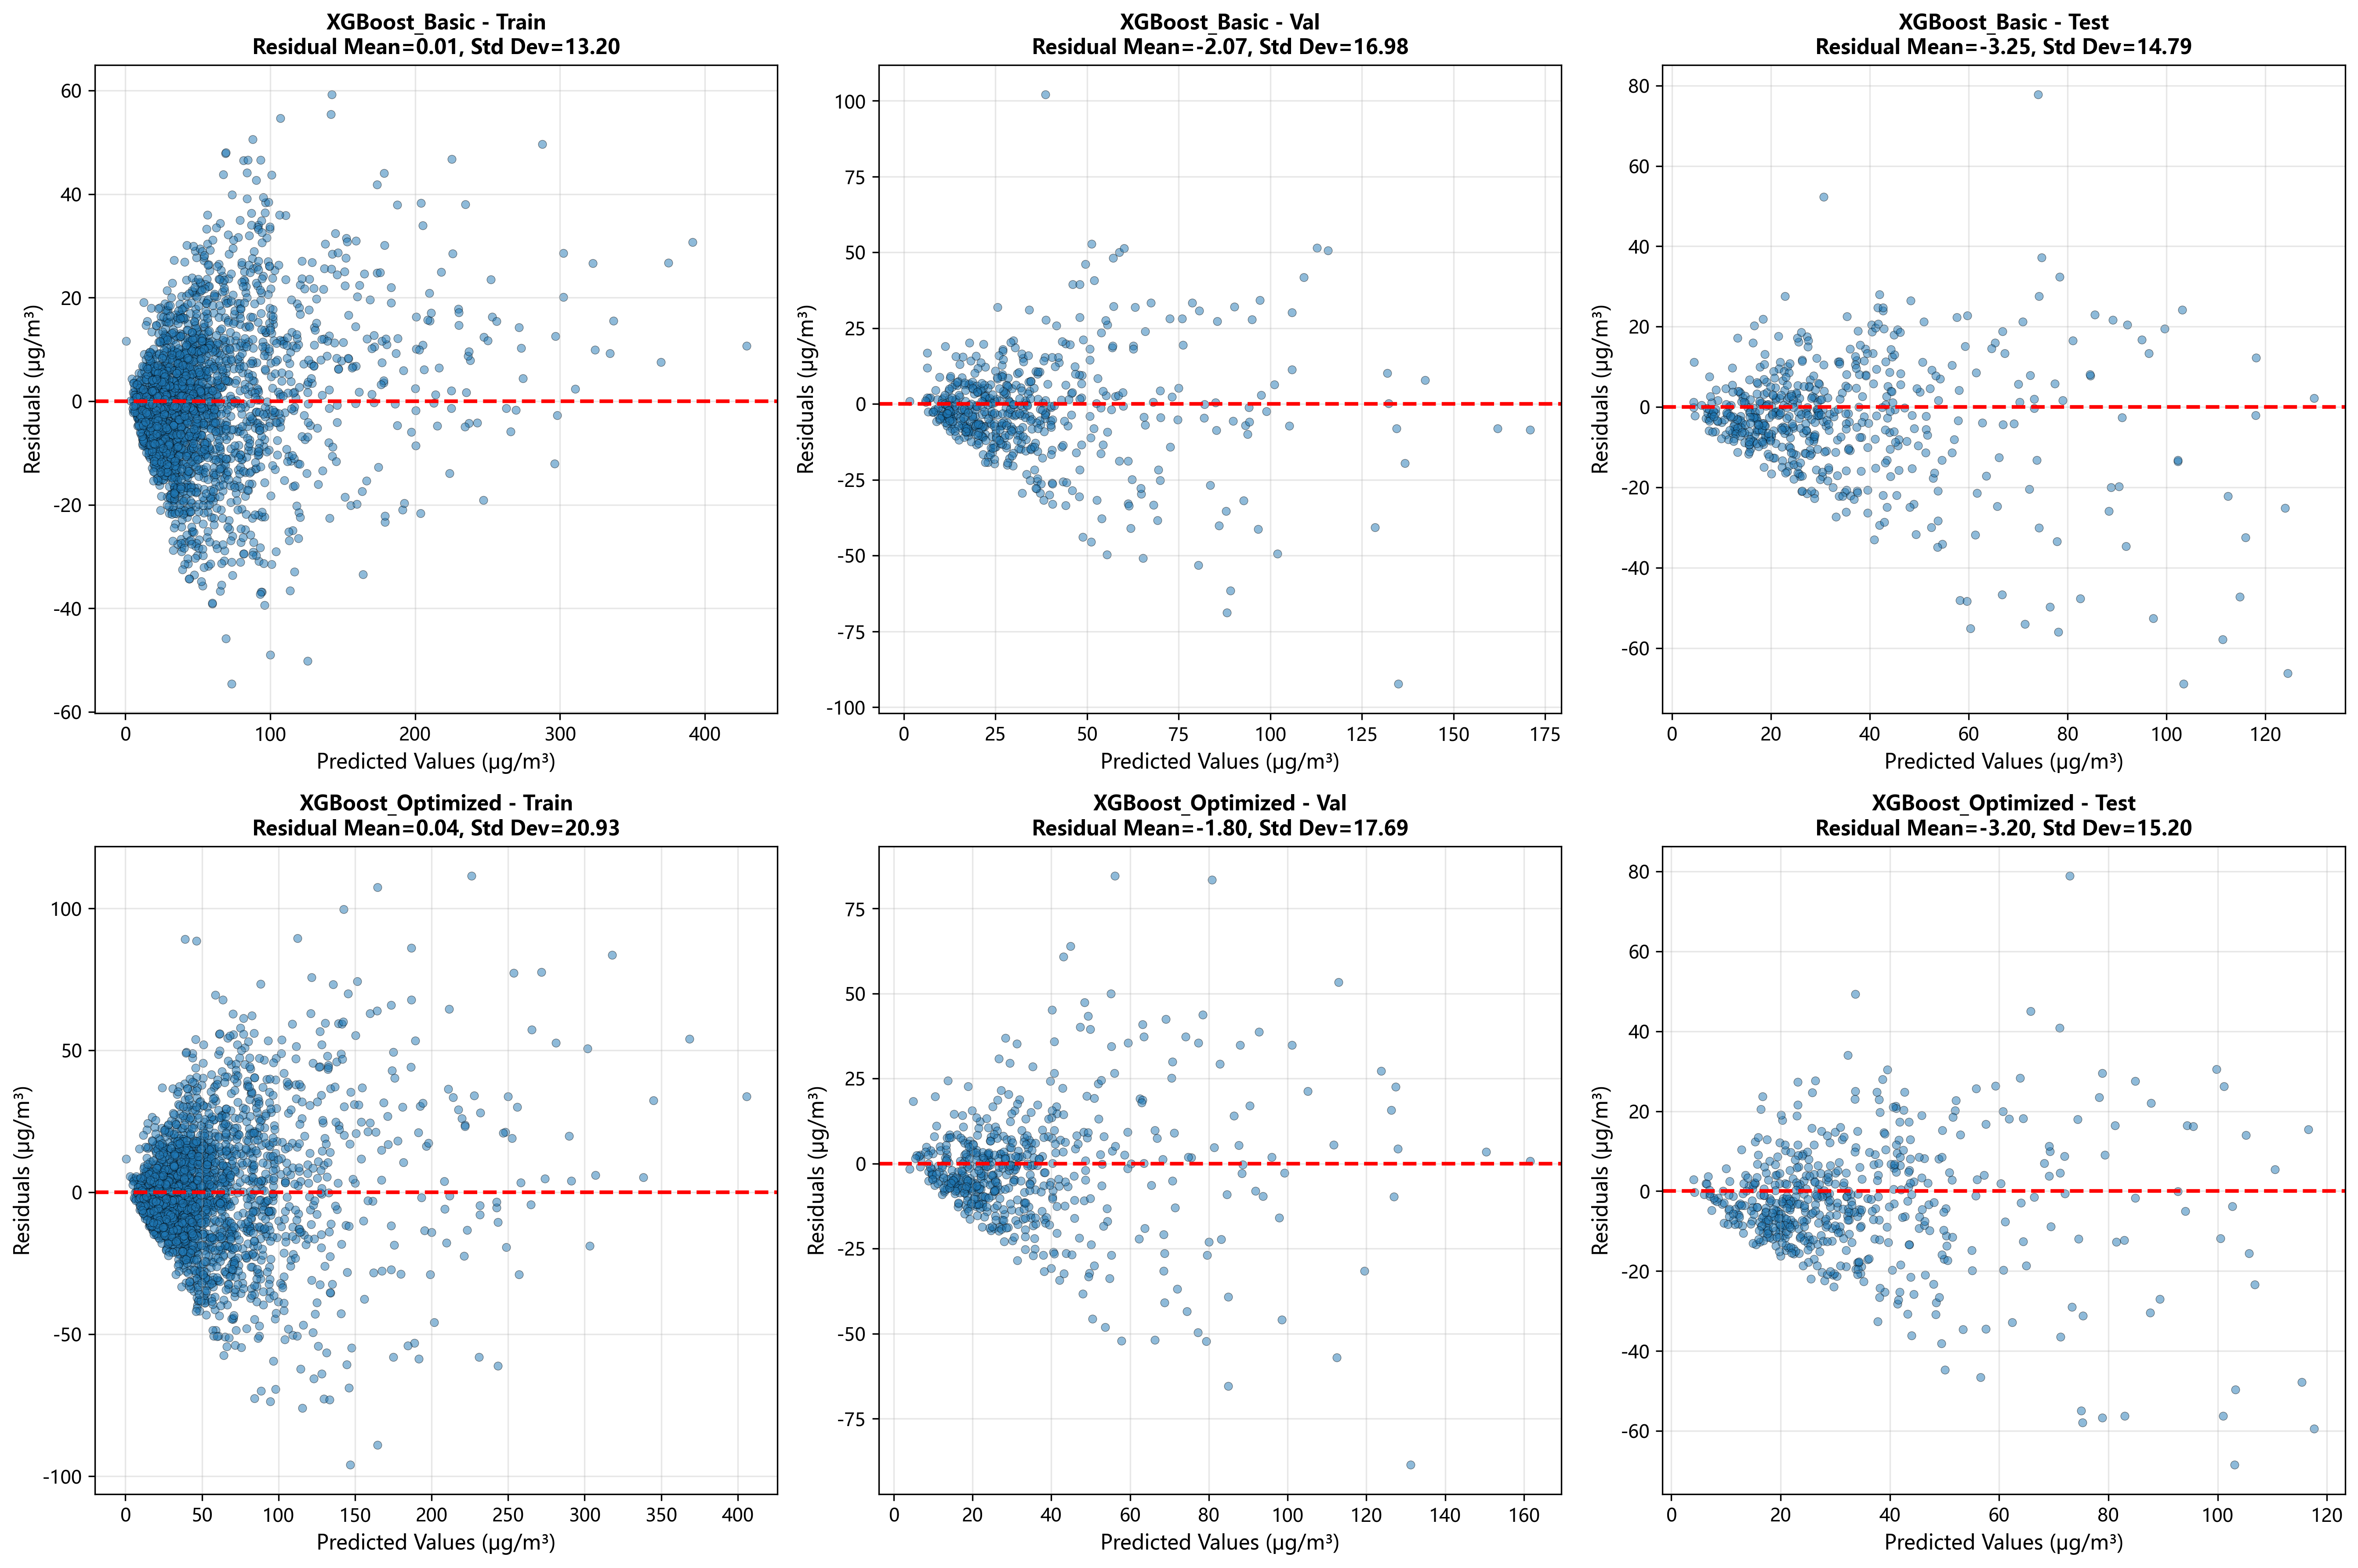 XGBoost_Basic - Train
Residual Mean=0.01, Std Dev=13.20
60
40
20
0
-20
-40
-60
Residuals (µg/m³)
0 100 200 300 400
Predicted Values (µg/m³)
XGBoost_Basic - Val
Residual Mean=-2.07, Std Dev=16.98
100
75
50
25
0
-25
-50
-75
-100
Residuals (µg/m³)
0 25 50 75 100 125 150 175
Predicted Values (µg/m³)
XGBoost_Basic - Test
Residual Mean=-3.25, Std Dev=14.79
80
60
40
20
0
-20
-40
-60
Residuals (µg/m³)
0 20 40 60 80 100 120
Predicted Values (µg/m³)
XGBoost_Optimized - Train
Residual Mean=0.04, Std Dev=20.93
100
50
0
-50
-100
Residuals (µg/m³)
0 50 100 150 200 250 300 350 400
Predicted Values (µg/m³)
XGBoost_Optimized - Val
Residual Mean=-1.80, Std Dev=17.69
75
50
25
0
-25
-50
-75
Residuals (µg/m³)
0 20 40 60 80 100 120 140 160
Predicted Values (µg/m³)
XGBoost_Optimized - Test
Residual Mean=-3.20, Std Dev=15.20
80
60
40
20
0
-20
-40
-60
Residuals (µg/m³)
0 20 40 60 80 100 120
Predicted Values (µg/m³)